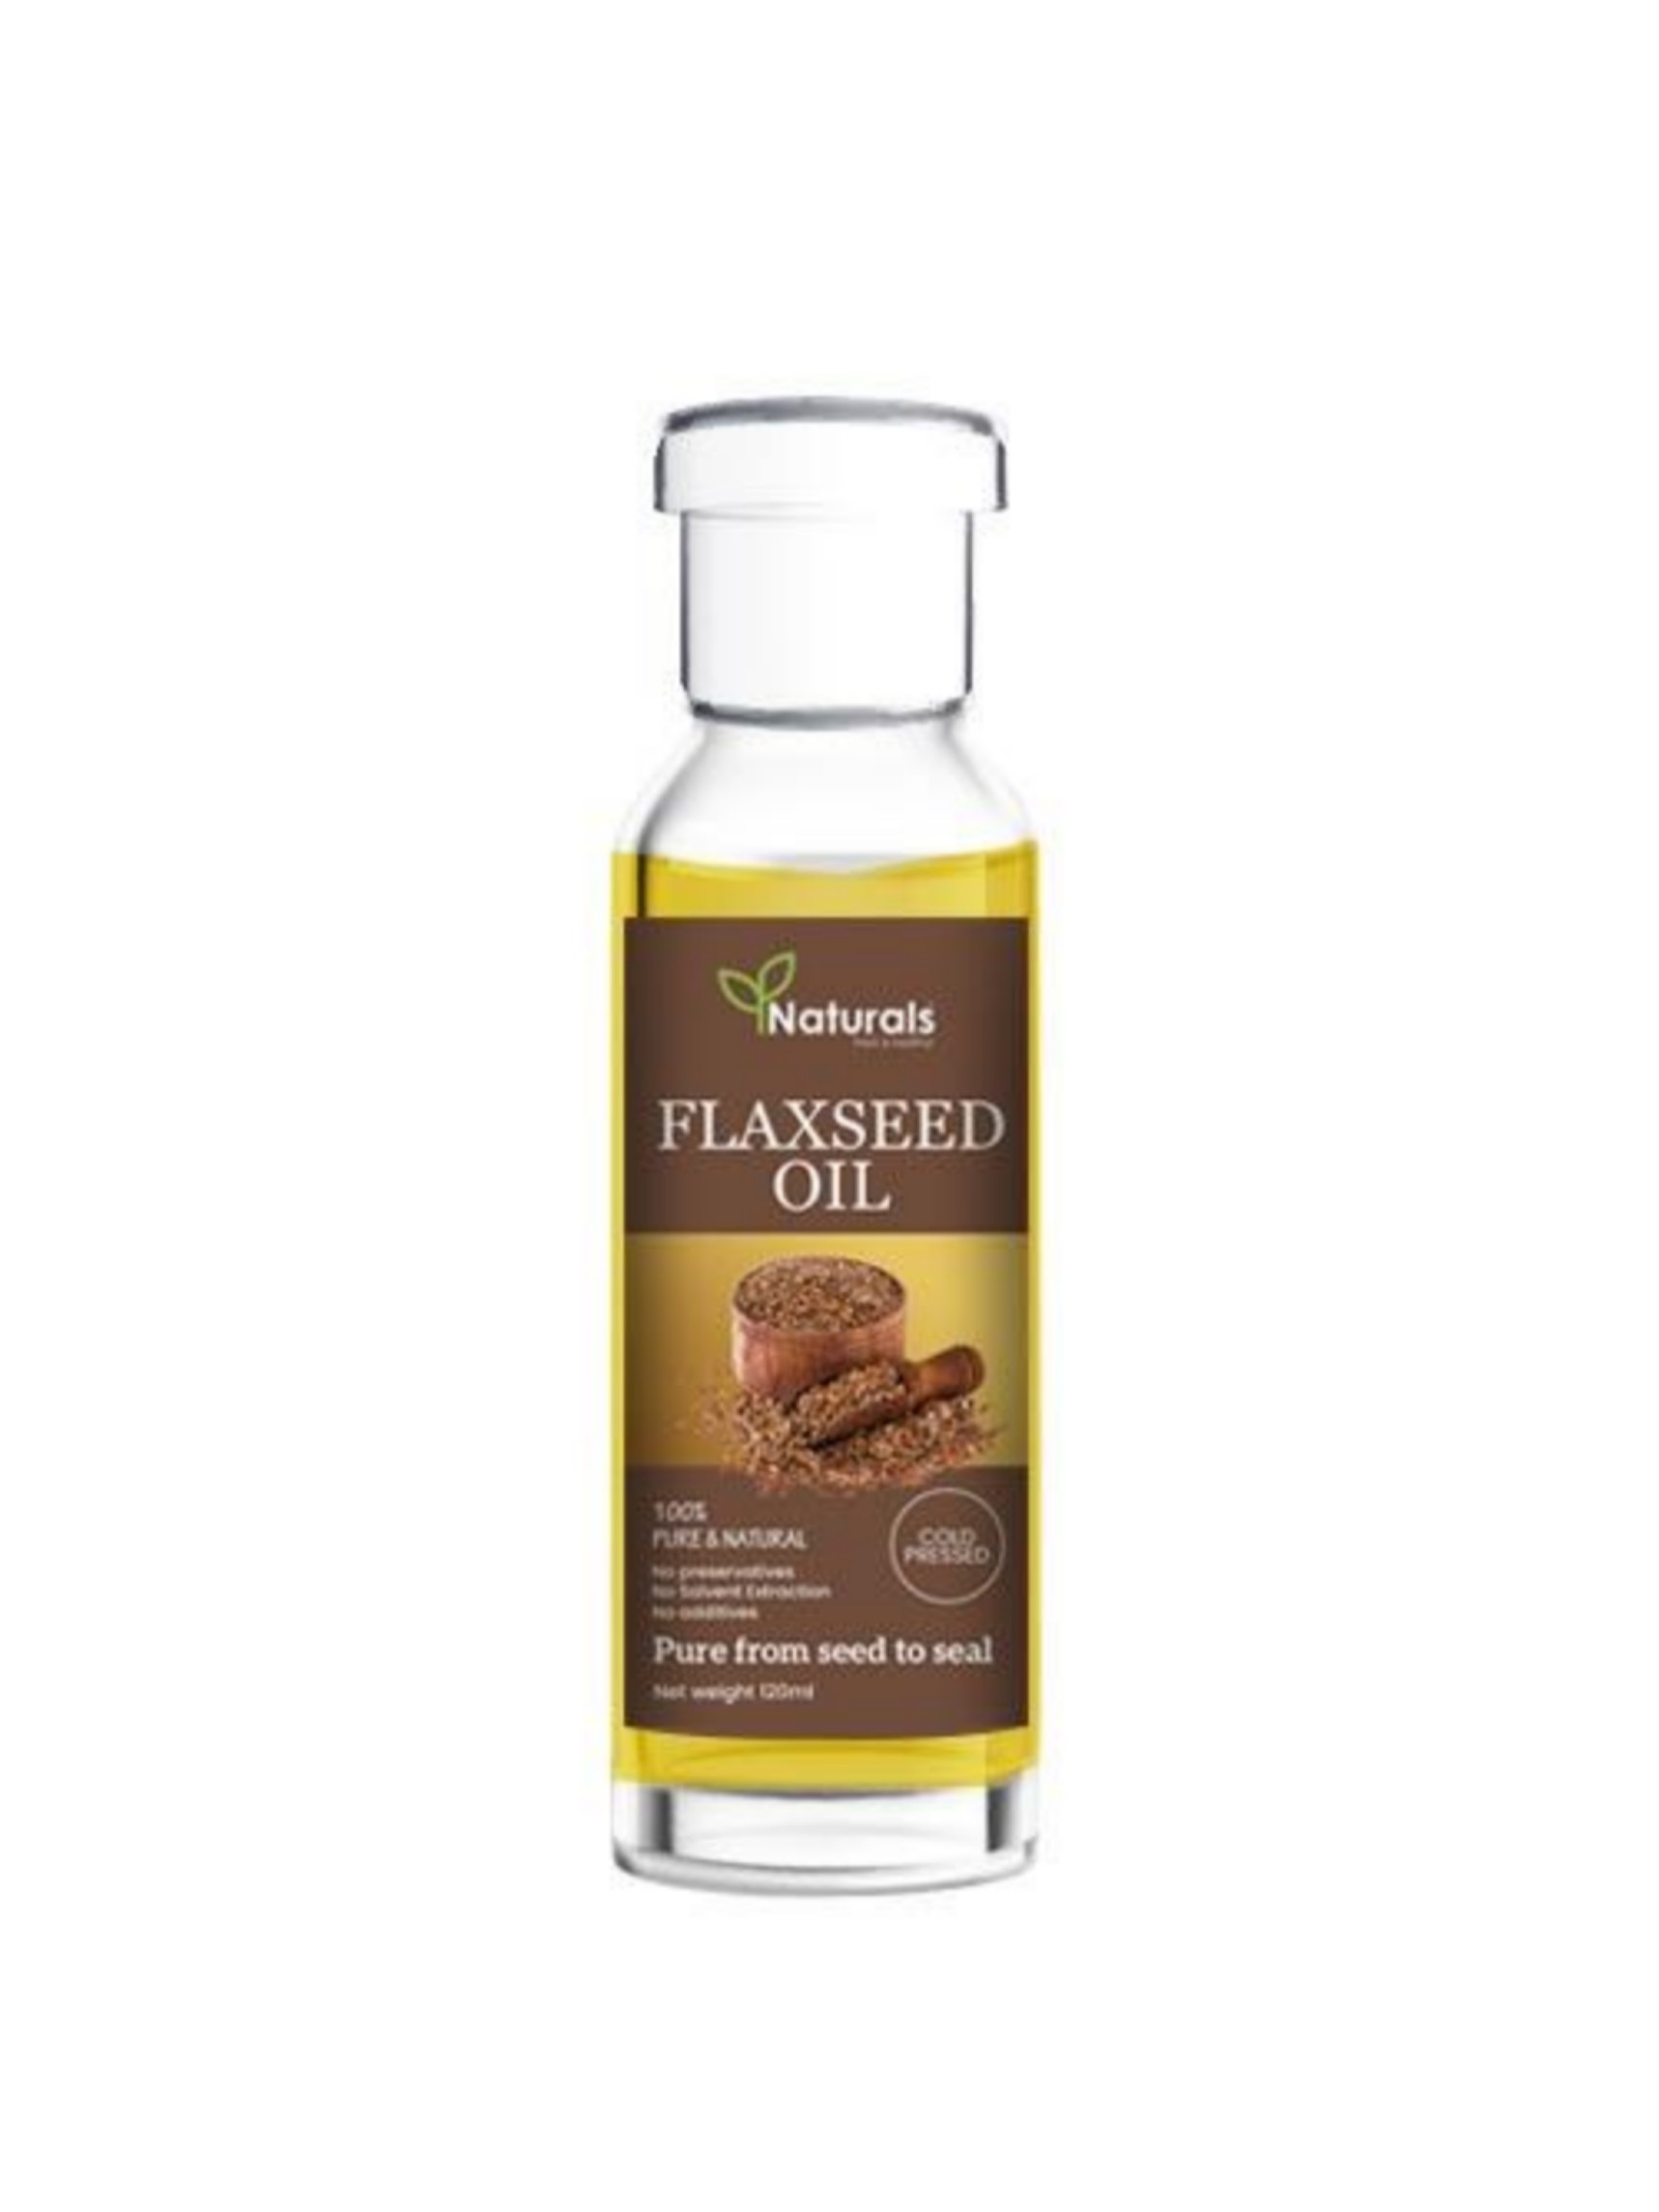 Naturals
FLAXSEED
OIL
100%
PURE & NATURAL
COLD
PRESSED
No preservatives
No Solvent Extraction
No additives
Pure from seed to seal
Net weight 120ml